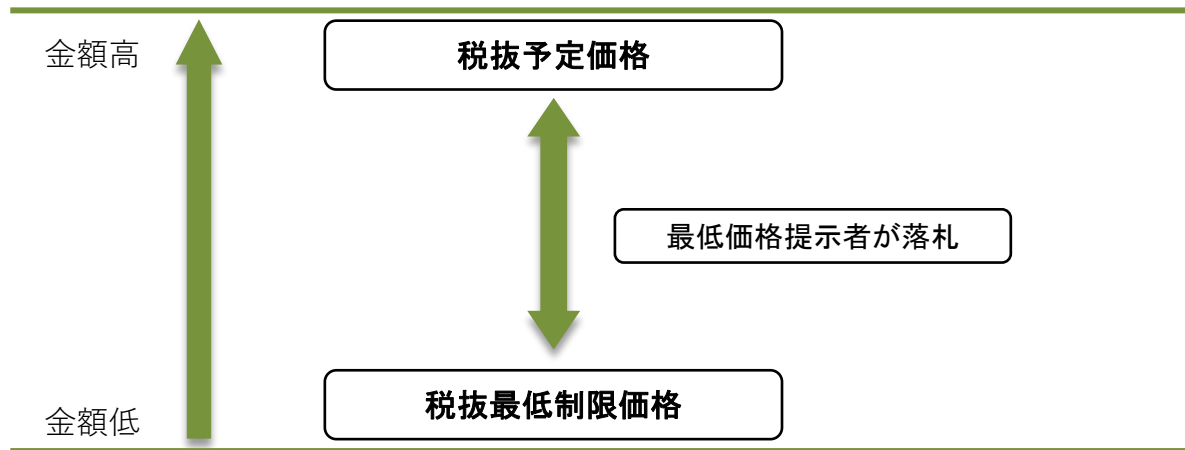 金額高
税抜予定価格
最低価格提示者が落札
税抜最低制限価格
金額低